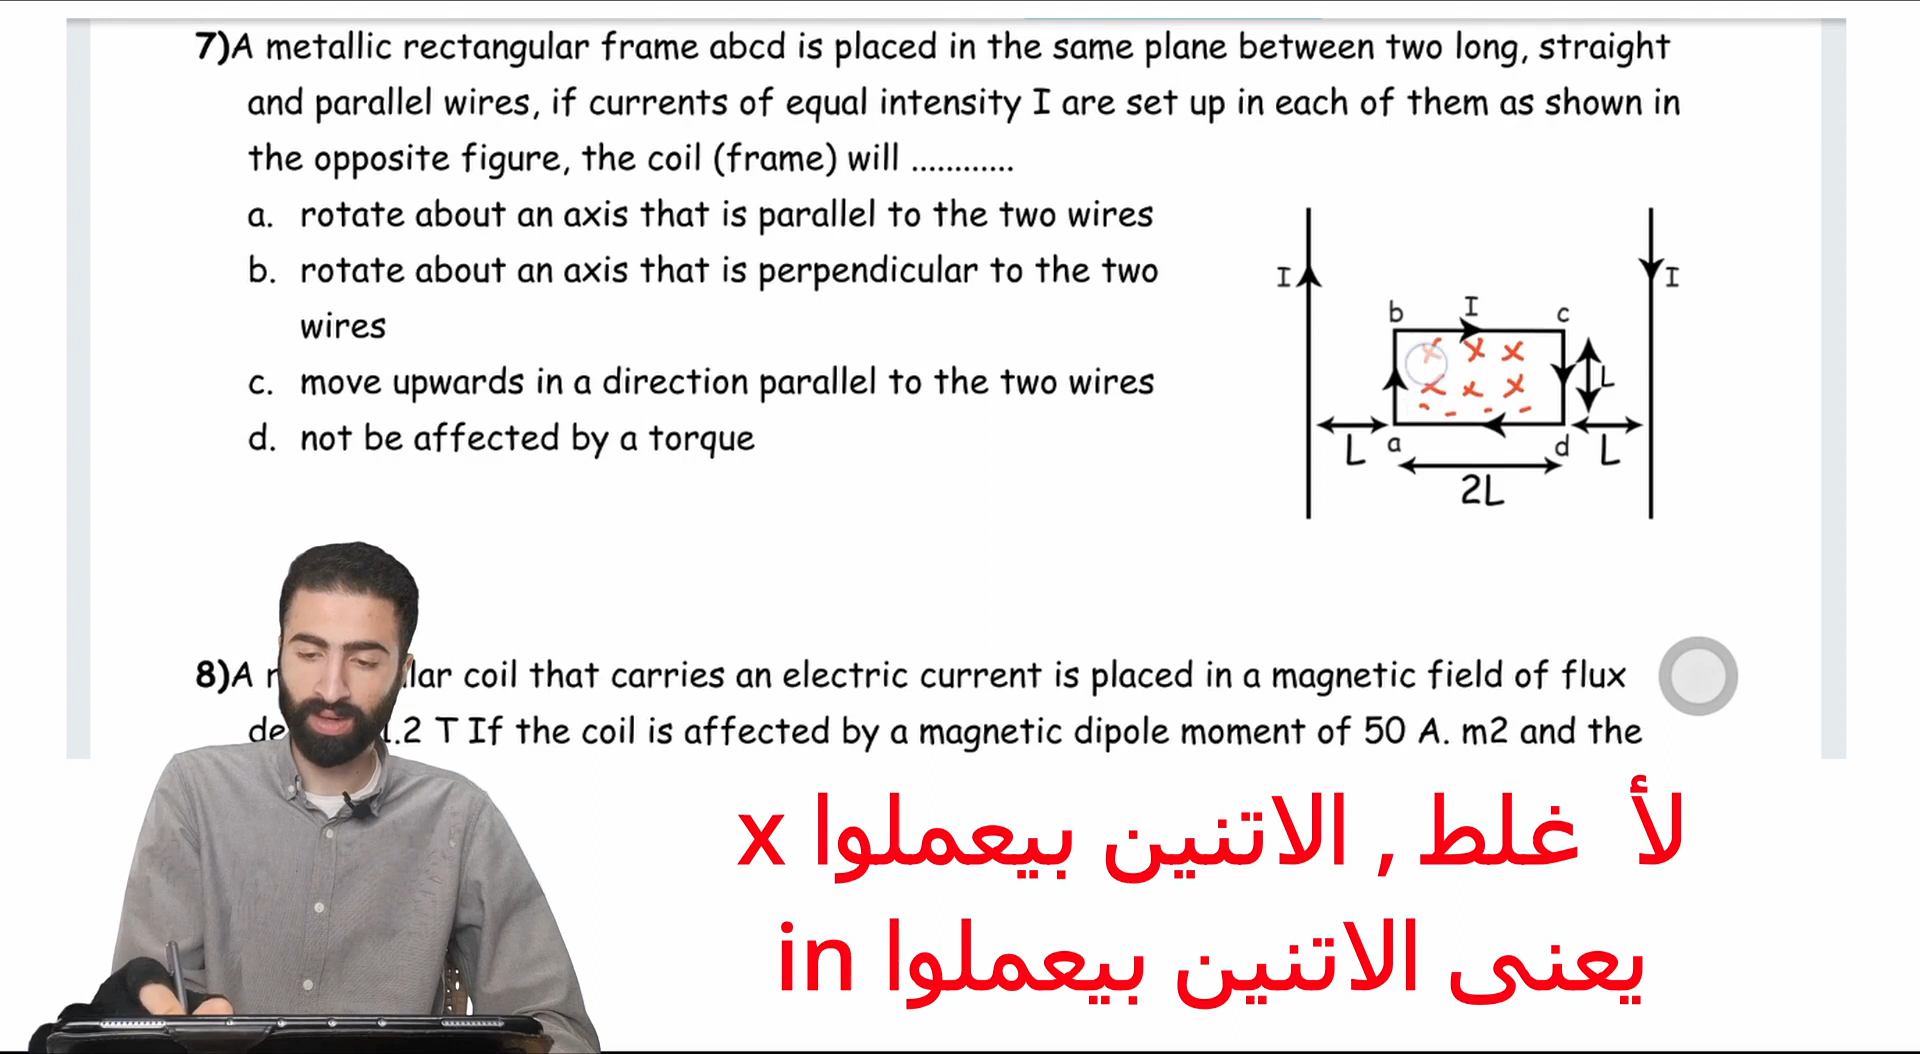 7)A metallic rectangular frame abcd is placed in the same plane between two long, straight
and parallel wires, if currents of equal intensity I are set up in each of them as shown in
the opposite figure, the coil (frame) will ............
a. rotate about an axis that is parallel to the two wires
b. rotate about an axis that is perpendicular to the two
wires
c. move upwards in a direction parallel to the two wires
d. not be affected by a torque
I
I
b
I
c
x x x
x x x
L
L
a
d
L
2L
8)A
coil that carries an electric current is placed in a magnetic field of flux
.2 T If the coil is affected by a magnetic dipole moment of 50 A. m2 and the
لأ غلط , الاتنين بيعملوا x
يعنى الاتنين بيعملوا in